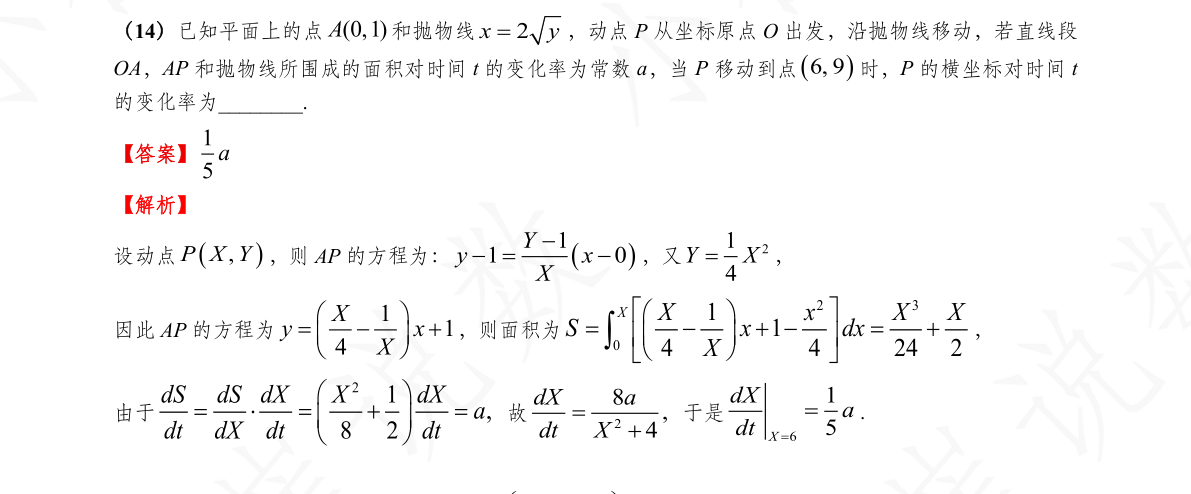 (14) 已知平面上的点 A(0,1) 和抛物线 x = 2√y ，动点 P 从坐标原点 O 出发，沿抛物线移动，若直线段
OA，AP 和抛物线所围成的面积对时间 t 的变化率为常数 a，当 P 移动到点 (6,9) 时，P 的横坐标对时间 t
的变化率为________.
【答案】 1/5 a
【解析】
设动点 P(X,Y)，则 AP 的方程为：y−1 = (Y−1)/X (x−0)，又 Y = 1/4 X²，
因此 AP 的方程为 y = (X/4 − 1/X) x+1，则面积为 S = ∫₀^X [(X/4 − 1/X) x+1− x²/4] dx = X³/24 + X/2，
由于 dS/dt = dS/dX · dX/dt = (X²/8 + 1/2) dX/dt = a, 故 dX/dt = 8a/(X²+4), 于是 dX/dt |_{X=6} = 1/5 a.